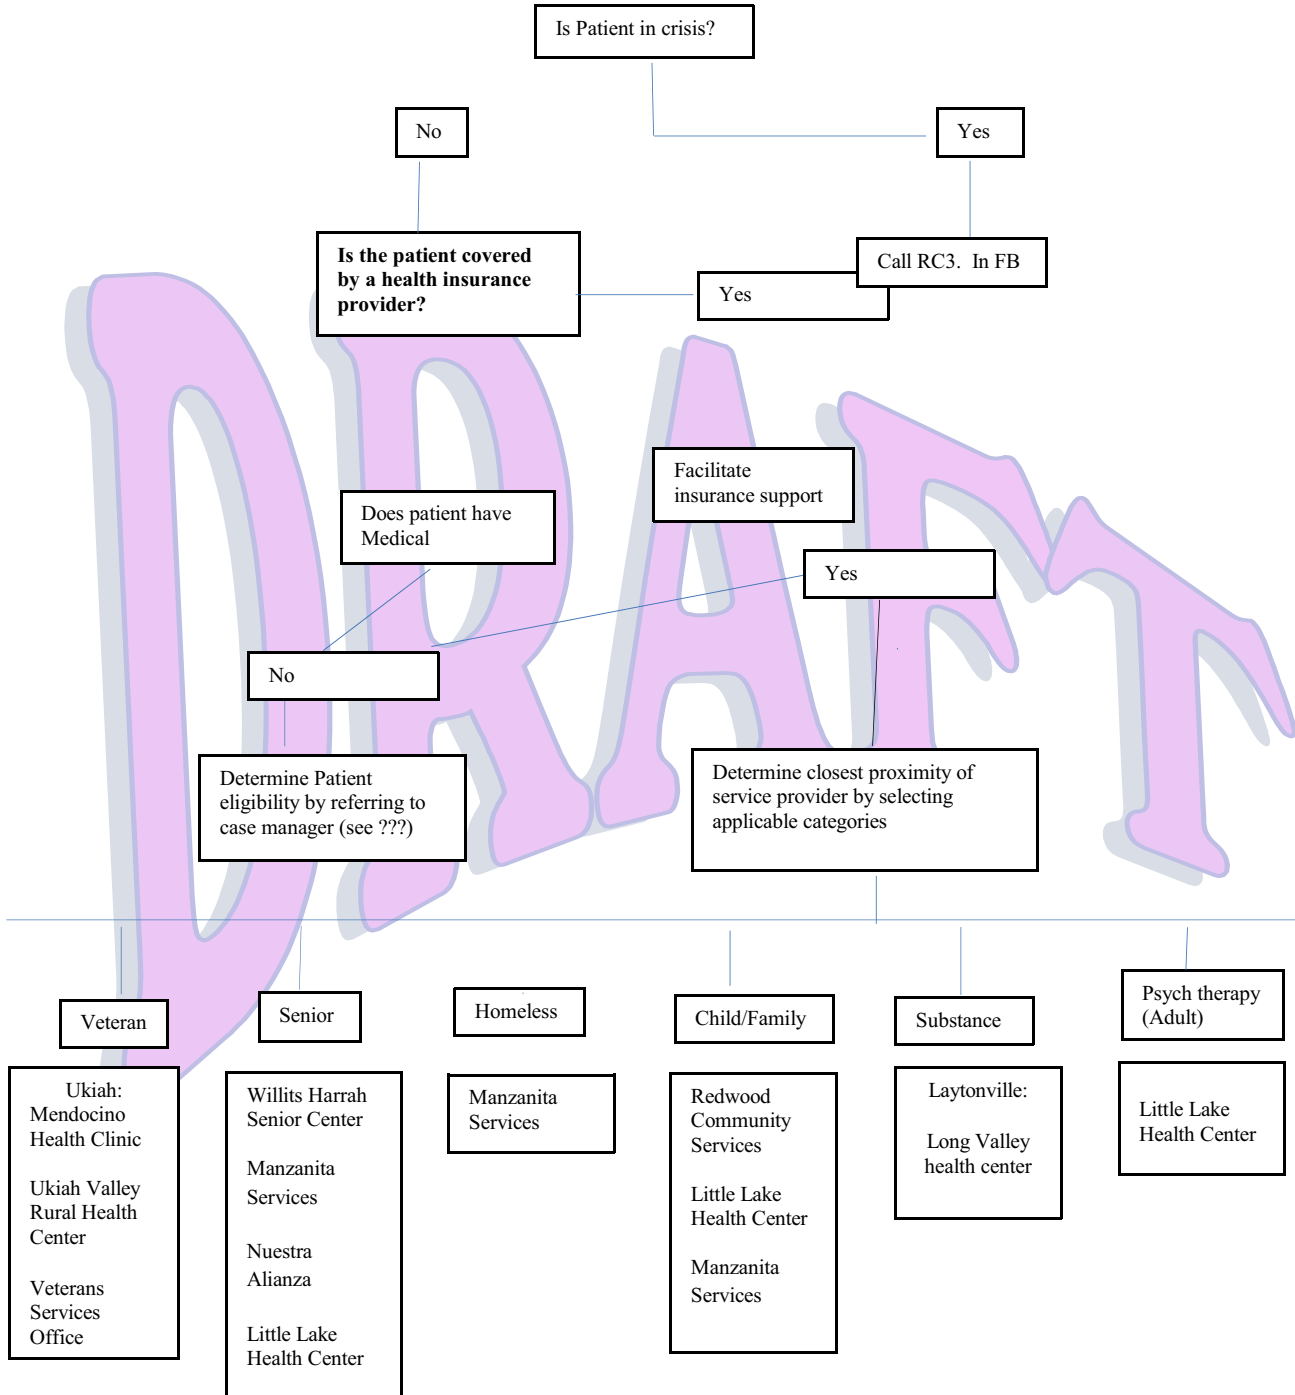 Is Patient in crisis?
No
Yes
Is the patient covered
by a health insurance
provider?
Yes
Call RC3.  In FB
Facilitate
insurance support
Does patient have
Medical
Yes
No
Determine Patient
eligibility by referring to
case manager (see ???)
Determine closest proximity of
service provider by selecting
applicable categories
DRAFT
Veteran
Senior
Homeless
Child/Family
Substance
Psych therapy
(Adult)
Ukiah:
Mendocino
Health Clinic
Ukiah Valley
Rural Health
Center
Veterans
Services
Office
Willits Harrah
Senior Center
Manzanita
Services
Nuestra
Alianza
Little Lake
Health Center
Manzanita
Services
Redwood
Community
Services
Little Lake
Health Center
Manzanita
Services
Laytonville:
Long Valley
health center
Little Lake
Health Center